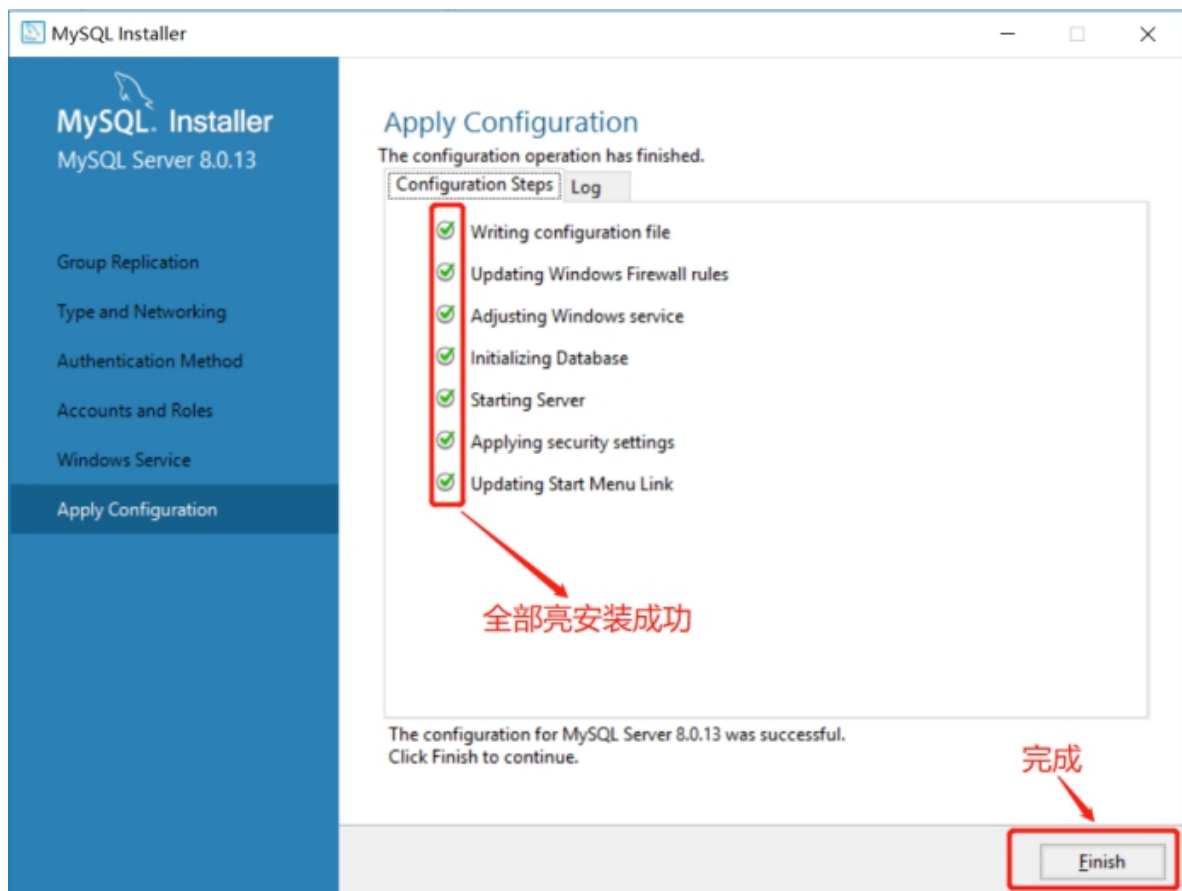 MySQL Installer
MySQL. Installer
MySQL Server 8.0.13
Group Replication
Type and Networking
Authentication Method
Accounts and Roles
Windows Service
Apply Configuration
Apply Configuration
The configuration operation has finished.
Configuration Steps Log
Writing configuration file
Updating Windows Firewall rules
Adjusting Windows service
Initializing Database
Starting Server
Applying security settings
Updating Start Menu Link
全部亮安装成功
The configuration for MySQL Server 8.0.13 was successful.
Click Finish to continue.
完成
Finish